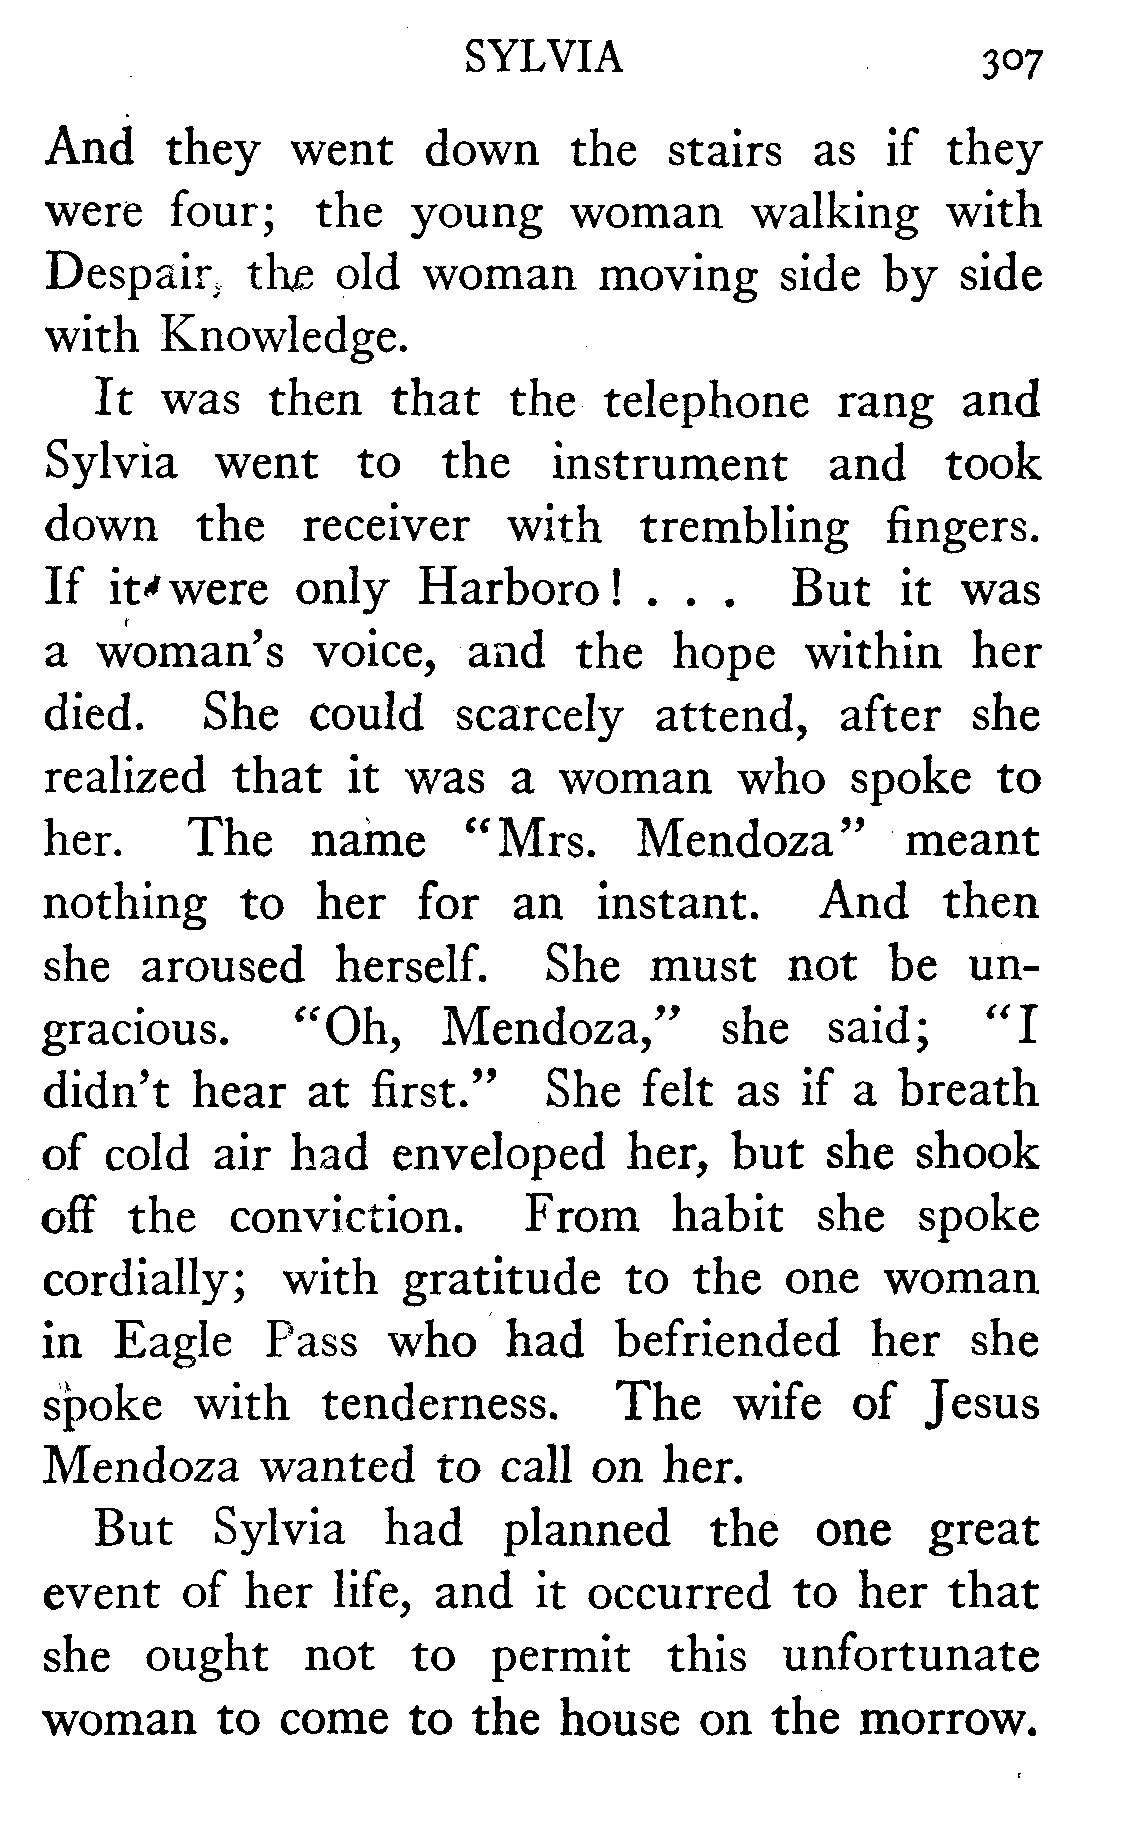 SYLVIA 307
And they went down the stairs as if they
were four; the young woman walking with
Despair, the old woman moving side by side
with Knowledge.
It was then that the telephone rang and
Sylvia went to the instrument and took
down the receiver with trembling fingers.
If it were only Harboro! . . . But it was
a woman's voice, and the hope within her
died. She could scarcely attend, after she
realized that it was a woman who spoke to
her. The name "Mrs. Mendoza" meant
nothing to her for an instant. And then
she aroused herself. She must not be un-
gracious. "Oh, Mendoza," she said; "I
didn't hear at first." She felt as if a breath
of cold air had enveloped her, but she shook
off the conviction. From habit she spoke
cordially; with gratitude to the one woman
in Eagle Pass who had befriended her she
spoke with tenderness. The wife of Jesus
Mendoza wanted to call on her.
But Sylvia had planned the one great
event of her life, and it occurred to her that
she ought not to permit this unfortunate
woman to come to the house on the morrow.